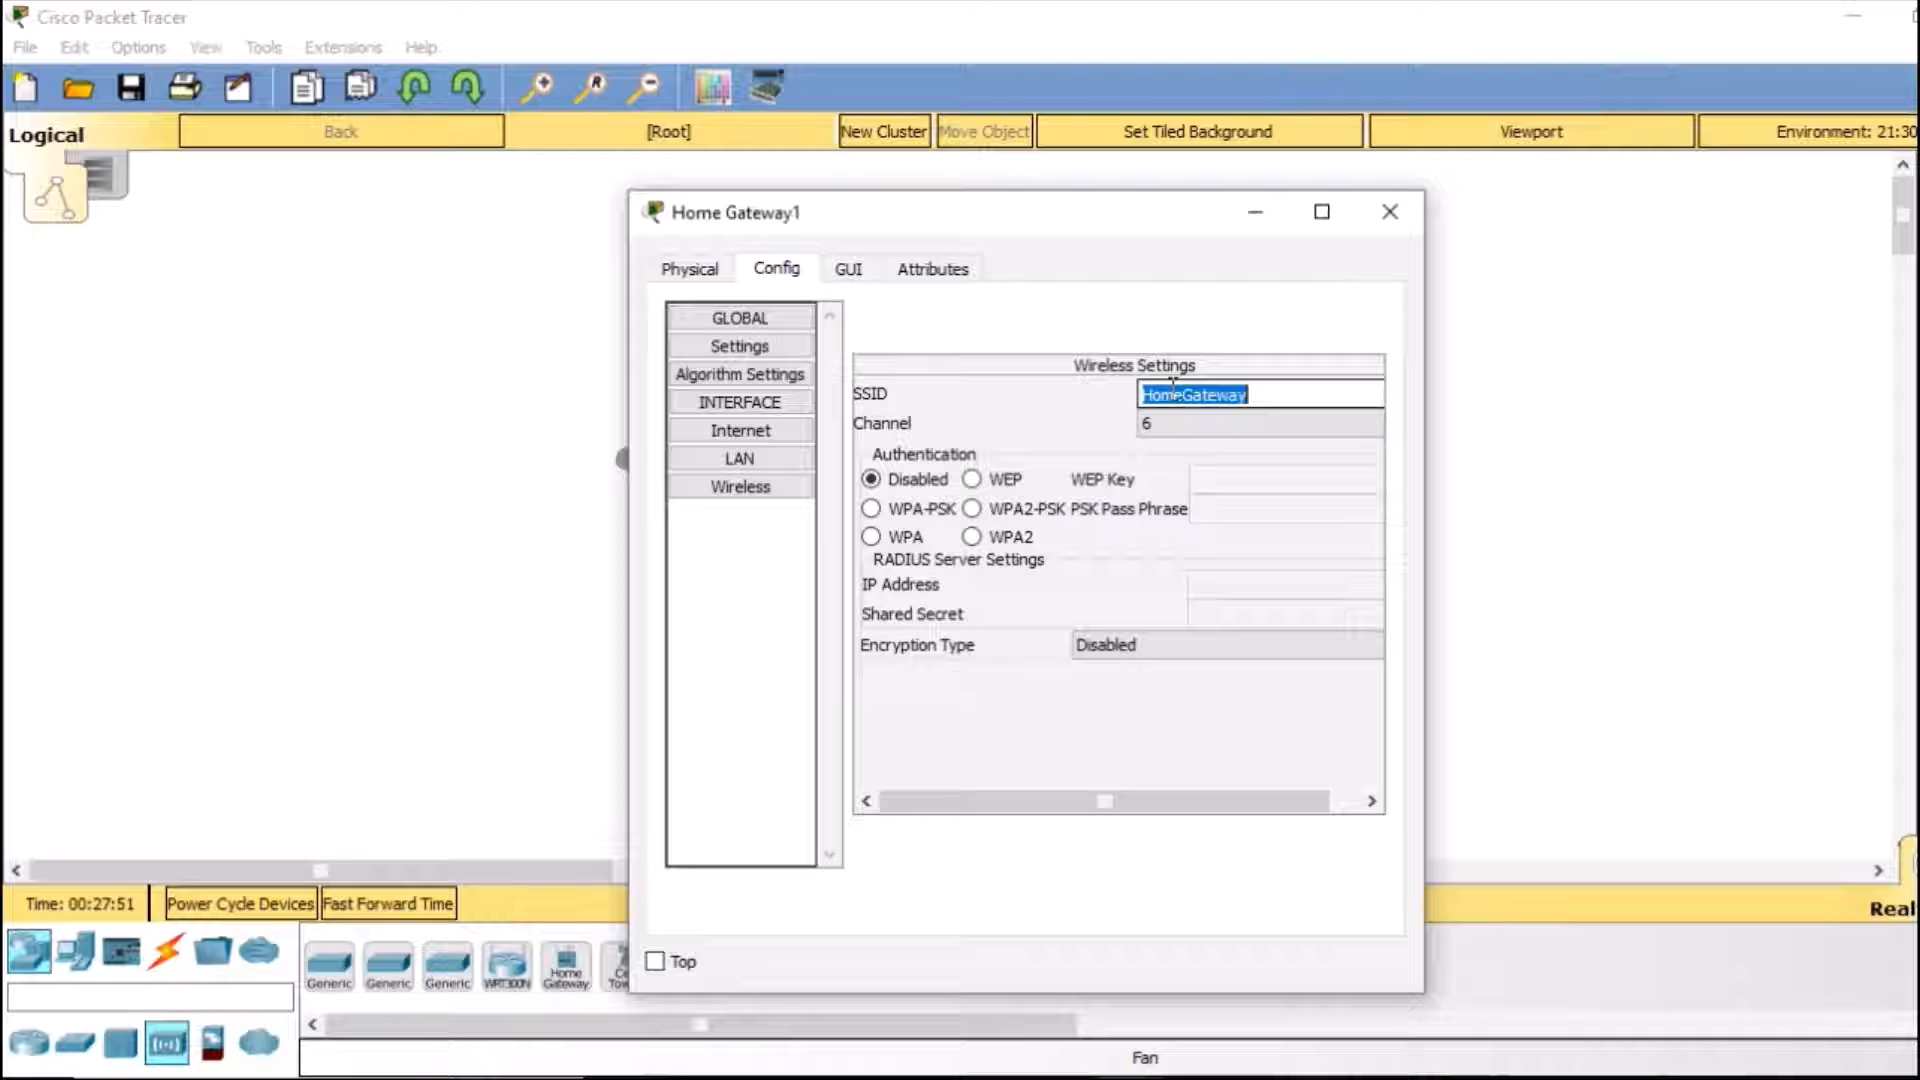 Cisco Packet Tracer
File Edit Options View Tools Extensions Help
Logical Back [Root] New Cluster Move Object Set Tiled Background Viewport Environment: 21:30
Home Gateway1
Physical Config GUI Attributes
GLOBAL
Settings
Algorithm Settings
INTERFACE
Internet
LAN
Wireless
Wireless Settings
SSID HomeGateway
Channel 6
Authentication
Disabled WEP WEP Key
WPA-PSK WPA2-PSK PSK Pass Phrase
WPA WPA2
RADIUS Server Settings
IP Address
Shared Secret
Encryption Type Disabled
Top
Time: 00:27:51 Power Cycle Devices Fast Forward Time Real
Generic Generic Generic WRT300N Home Gateway Ce Tow
Fan